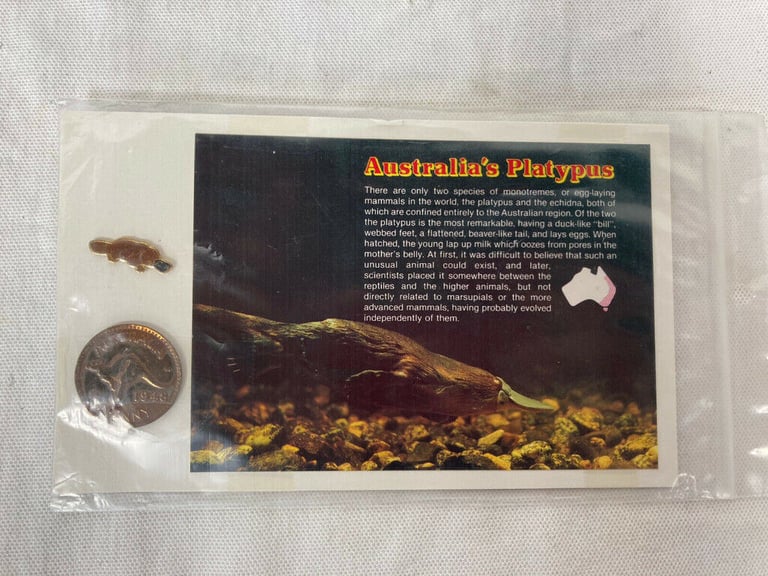 Australia's Platypus
There are only two species of monotremes, or egg-laying
mammals in the world, the platypus and the echidna, both of
which are confined entirely to the Australian region. Of the two
the platypus is the most remarkable, having a duck-like "bill",
webbed feet, a flattened, beaver-like tail, and lays eggs. When
hatched, the young lap up milk which oozes from pores in the
mother's belly. At first, it was difficult to believe that such an
unusual animal could exist, and later,
scientists placed it somewhere between the
reptiles and the higher animals, but not
directly related to marsupials or the more
advanced mammals, having probably evolved
independently of them.